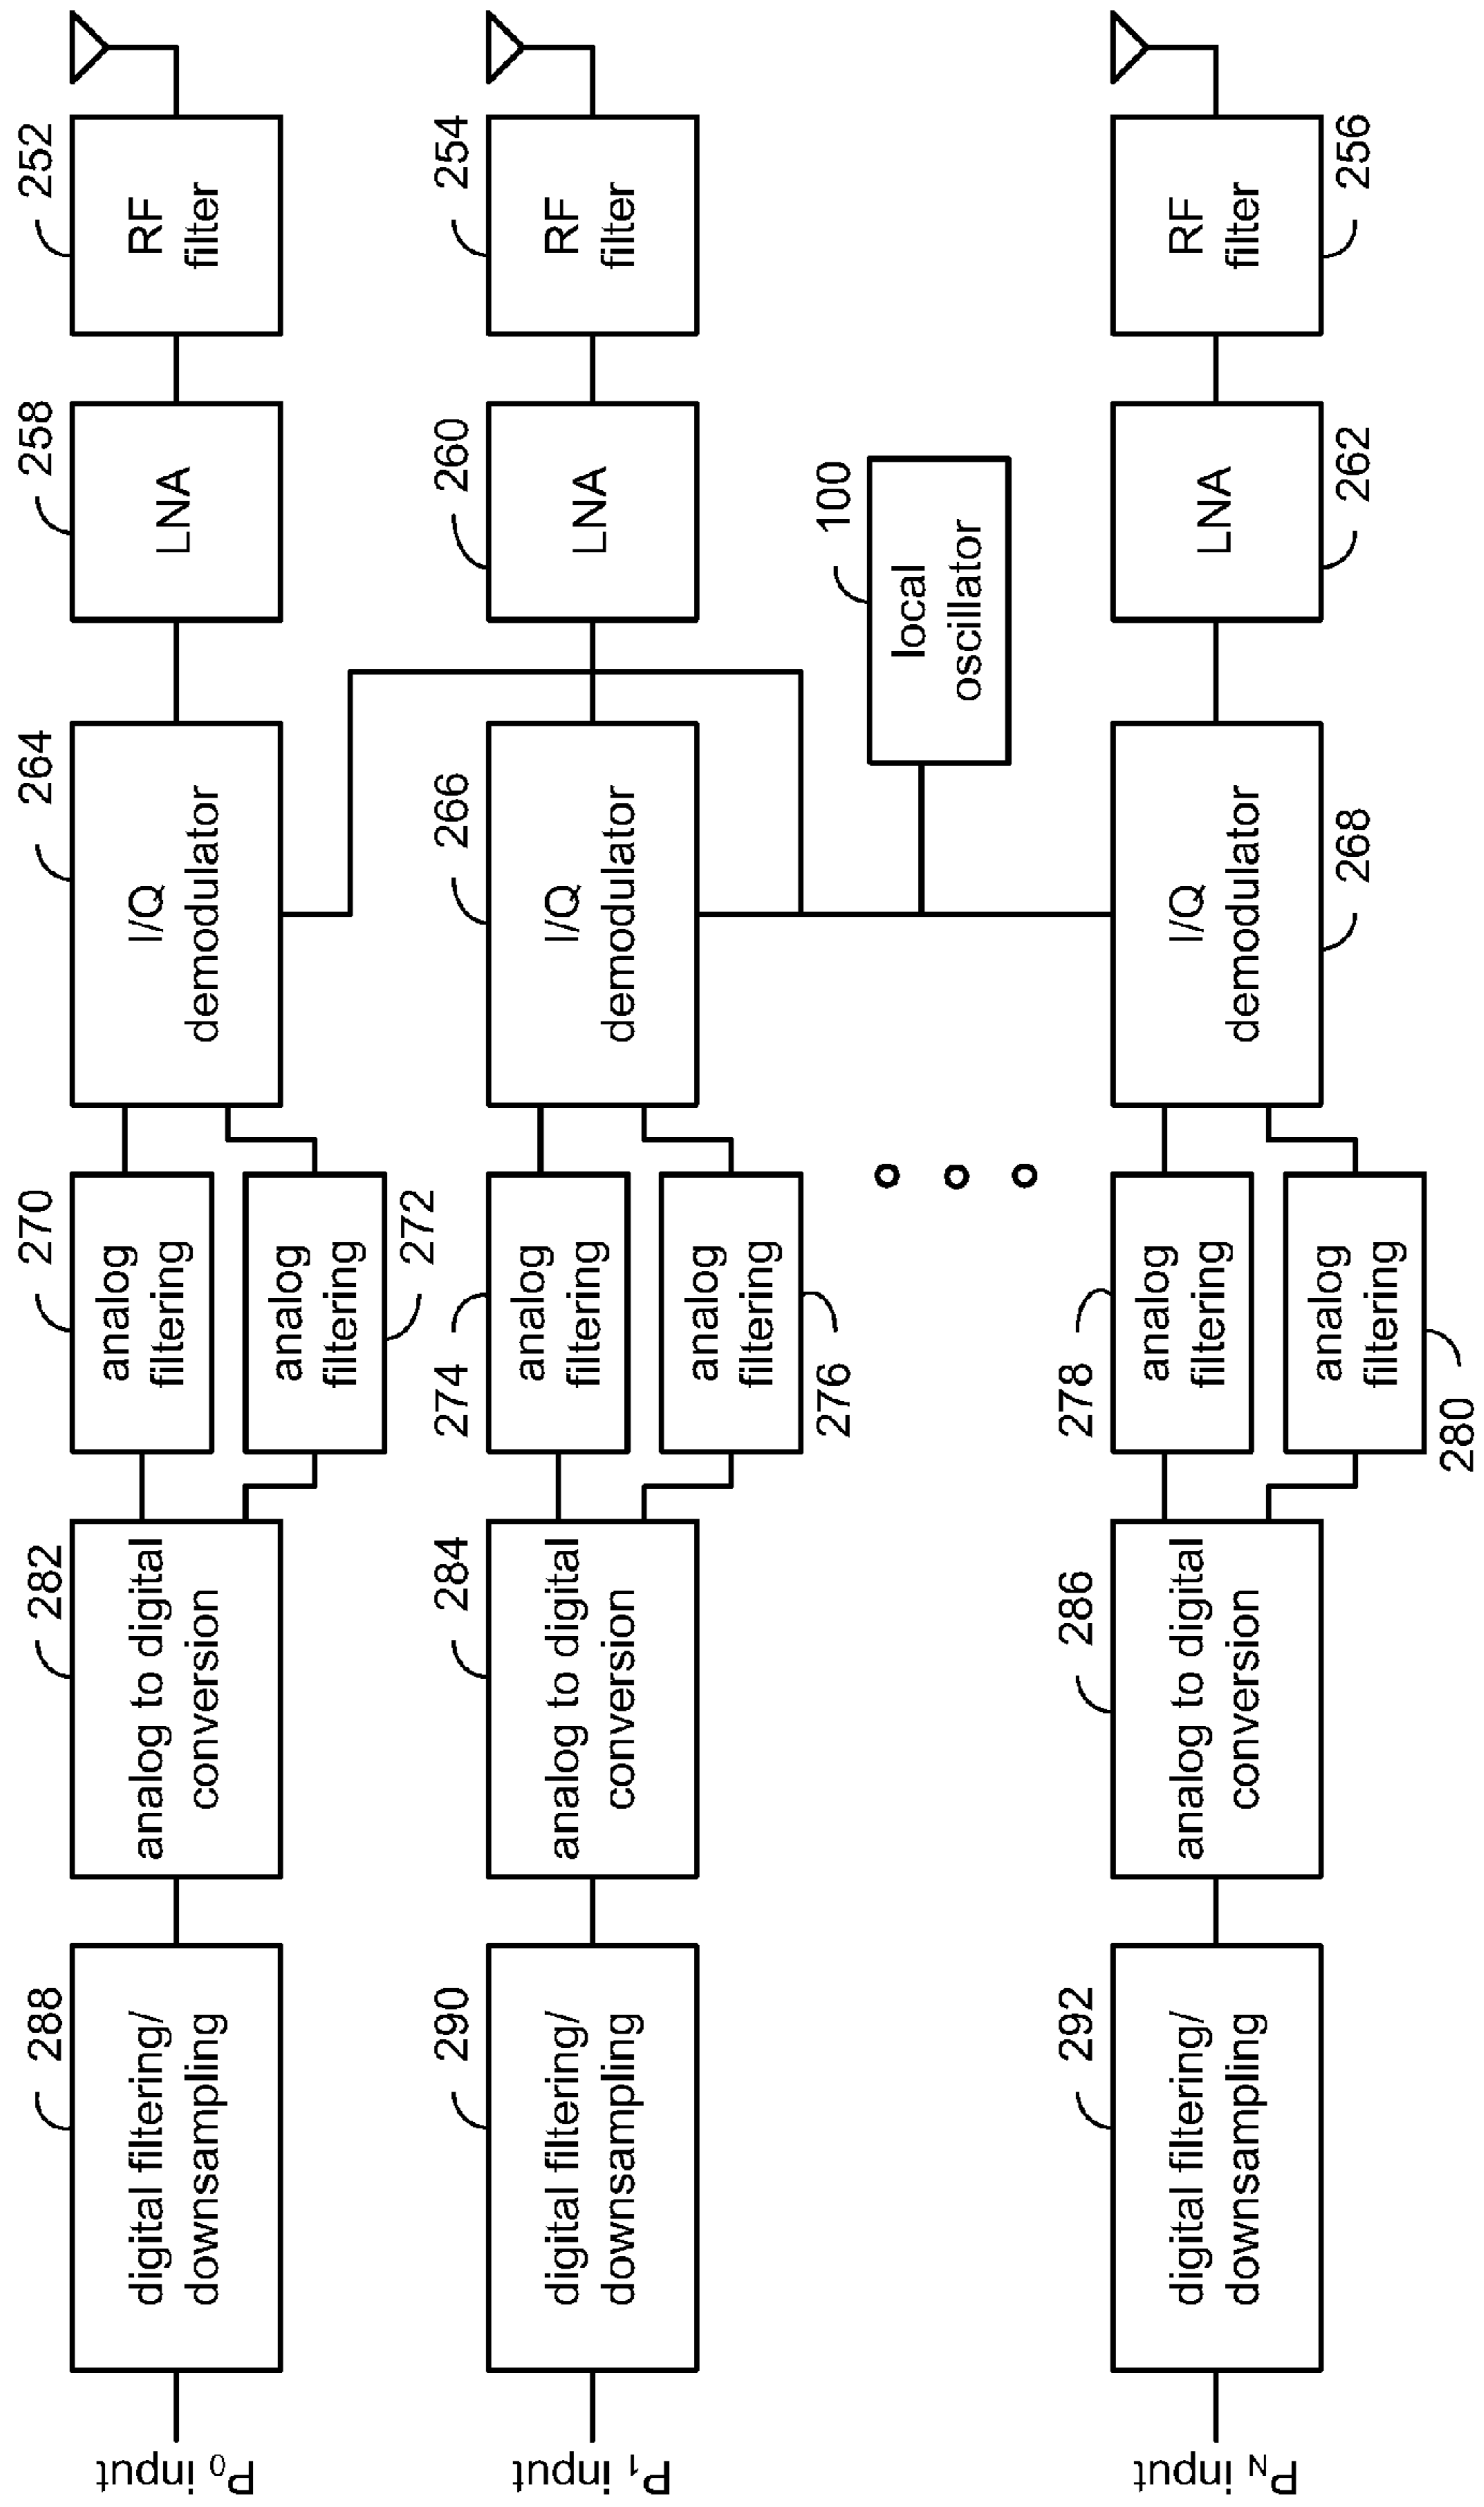 252
RF
filter
258
LNA
264
I/Q
demodulator
270
analog
filtering
analog
filtering
272
282
analog to digital
conversion
288
digital filtering/
downsampling
P0 input
254
RF
filter
260
LNA
266
I/Q
demodulator
274
analog
filtering
analog
filtering
276
284
analog to digital
conversion
290
digital filtering/
downsampling
P1 input
100
local
oscillator
RF
filter
256
LNA
262
I/Q
demodulator
268
278
analog
filtering
analog
filtering
280
286
analog to digital
conversion
292
digital filtering/
downsampling
PN input